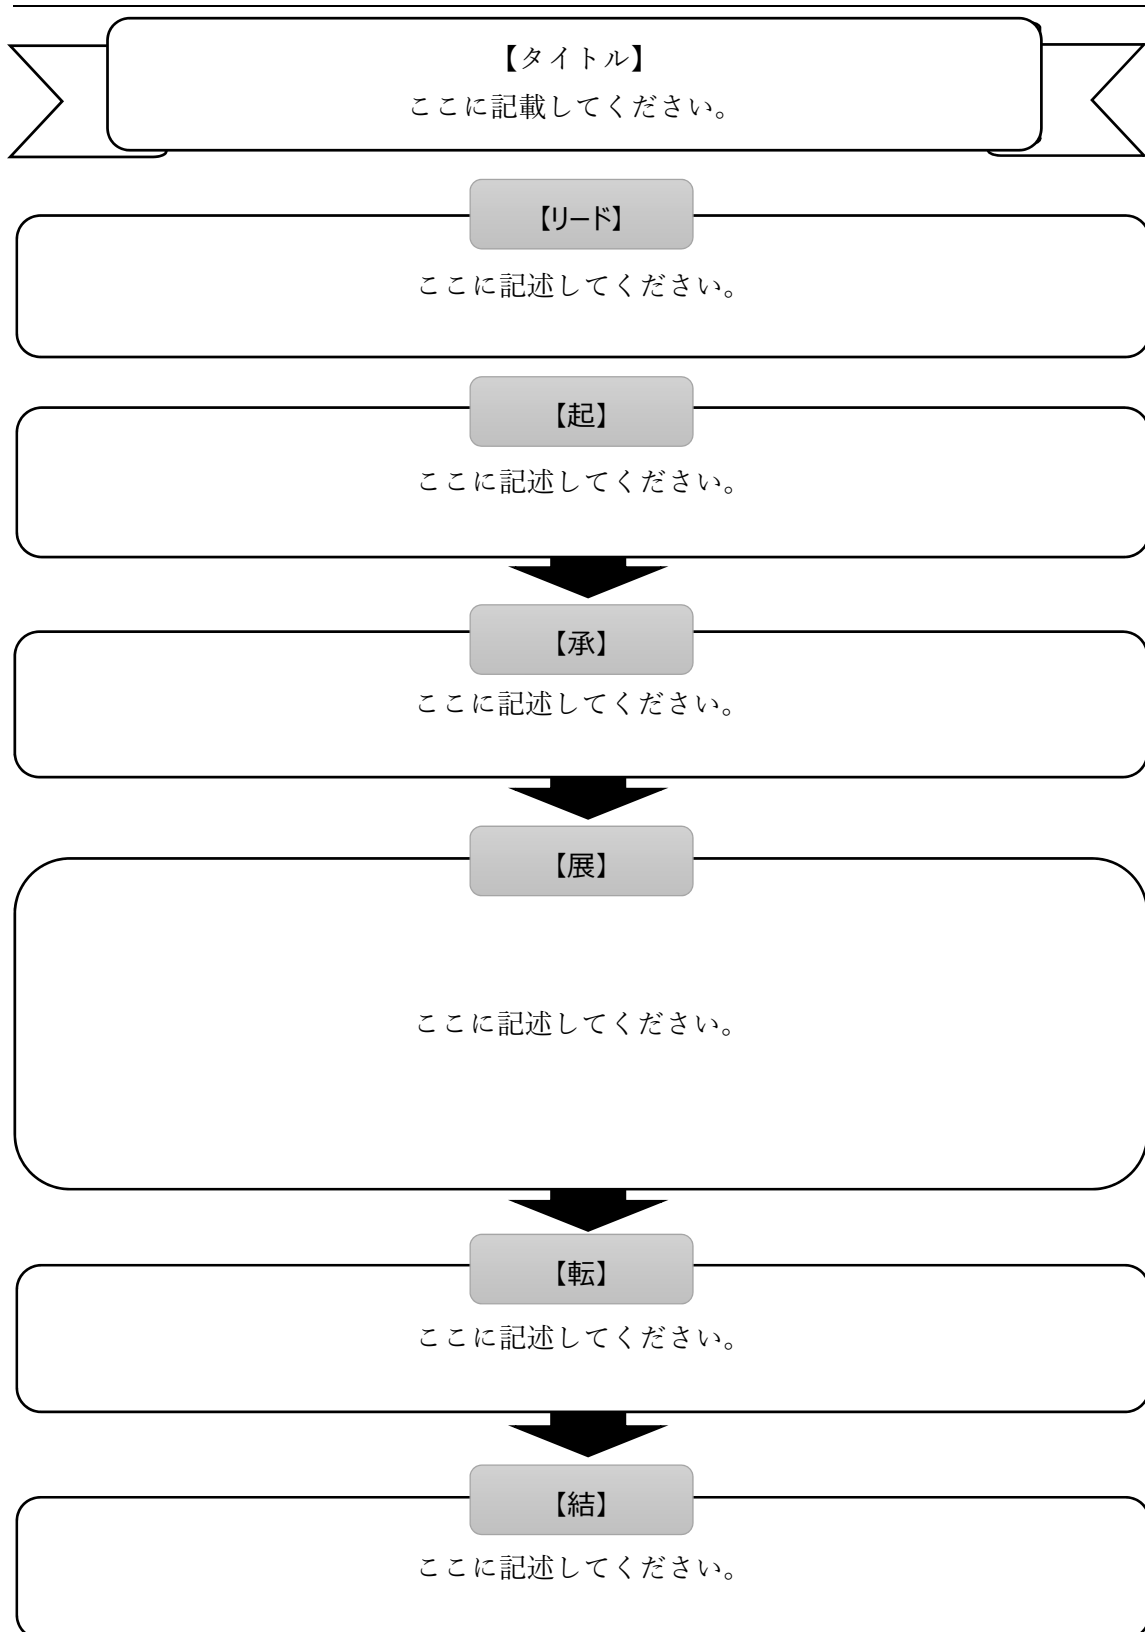 【タイトル】
ここに記載してください。
【リード】
ここに記述してください。
【起】
ここに記述してください。
【承】
ここに記述してください。
【展】
ここに記述してください。
【転】
ここに記述してください。
【結】
ここに記述してください。